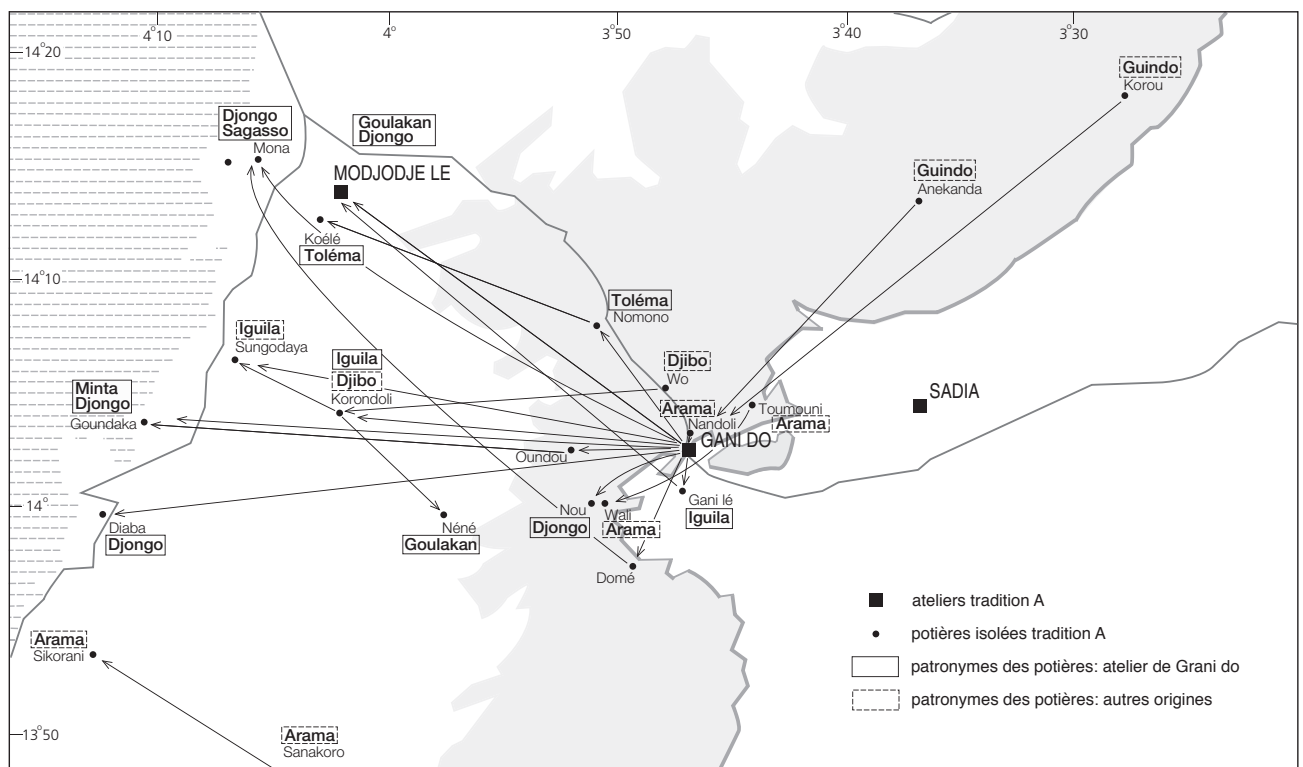 4°10
4°
3°50
3°40
3°30
14°20
Guindo
Korou
Djongo
Sagasso
Mona
Goulakan
Djongo
MODJODJE LE
Guindo
Anekanda
Koélé
Toléma
14°10
Toléma
Nomono
Iguila
Sungodaya
Iguila
Djibo
Korondoli
Djibo
Wo
Minta
Djongo
Goundaka
Arama
Nandoli
Toumouni
Arama
SADIA
GANI DO
Oundou
14°
Diaba
Djongo
Néné
Goulakan
Nou
Djongo
Wall
Arama
Gani lé
Iguila
Domé
ateliers tradition A
potières isolées tradition A
patronymes des potières: atelier de Grani do
patronymes des potières: autres origines
Arama
Sikorani
13°50
Arama
Sanakoro